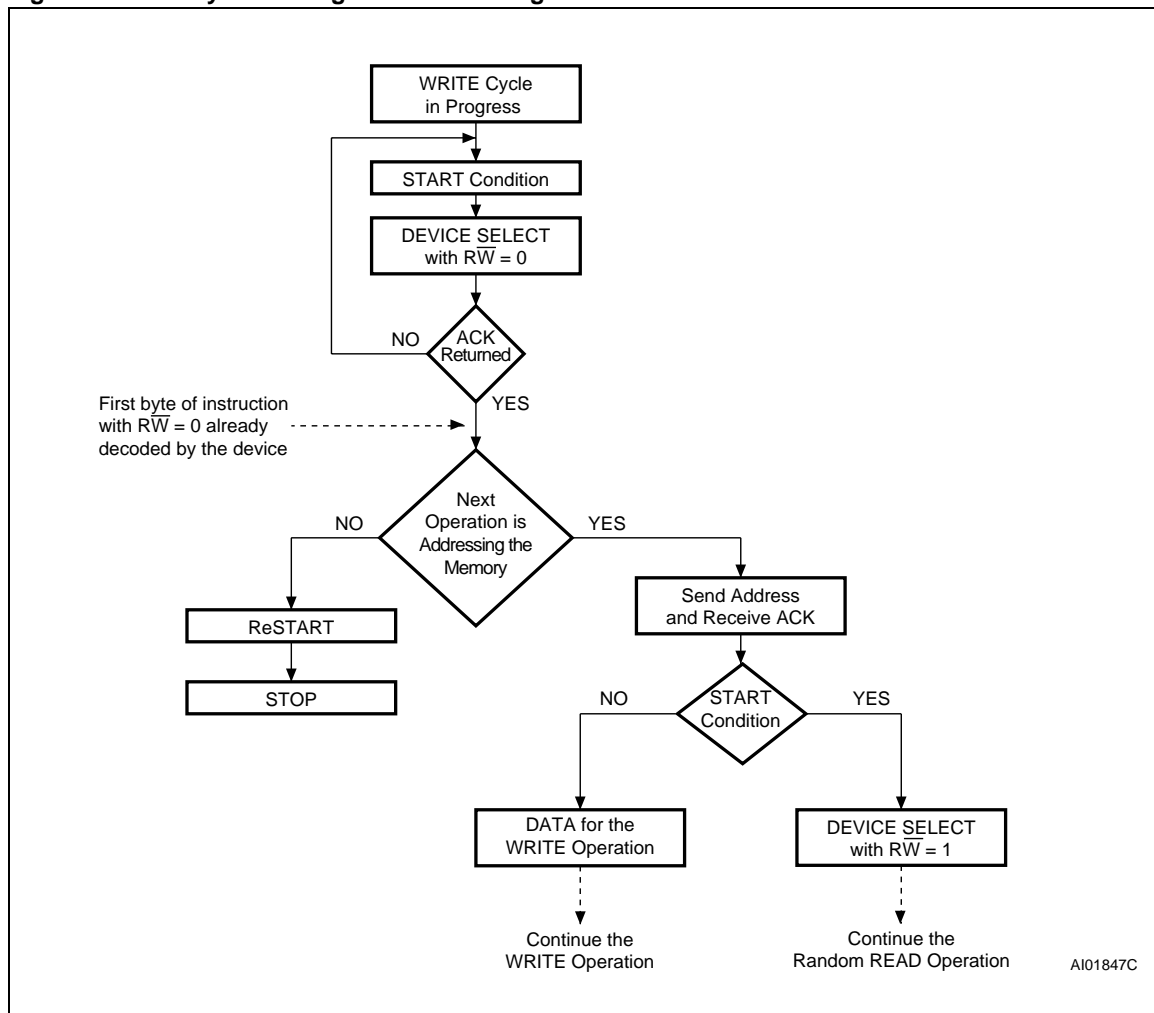 WRITE Cycle
in Progress
START Condition
DEVICE SELECT
with RW̅ = 0
NO
ACK
Returned
YES
First byte of instruction
with RW̅ = 0 already
decoded by the device
NO
Next
Operation is
Addressing the
Memory
YES
Send Address
and Receive ACK
ReSTART
STOP
NO
START
Condition
YES
DATA for the
WRITE Operation
DEVICE SELECT
with RW̅ = 1
Continue the
WRITE Operation
Continue the
Random READ Operation
AI01847C